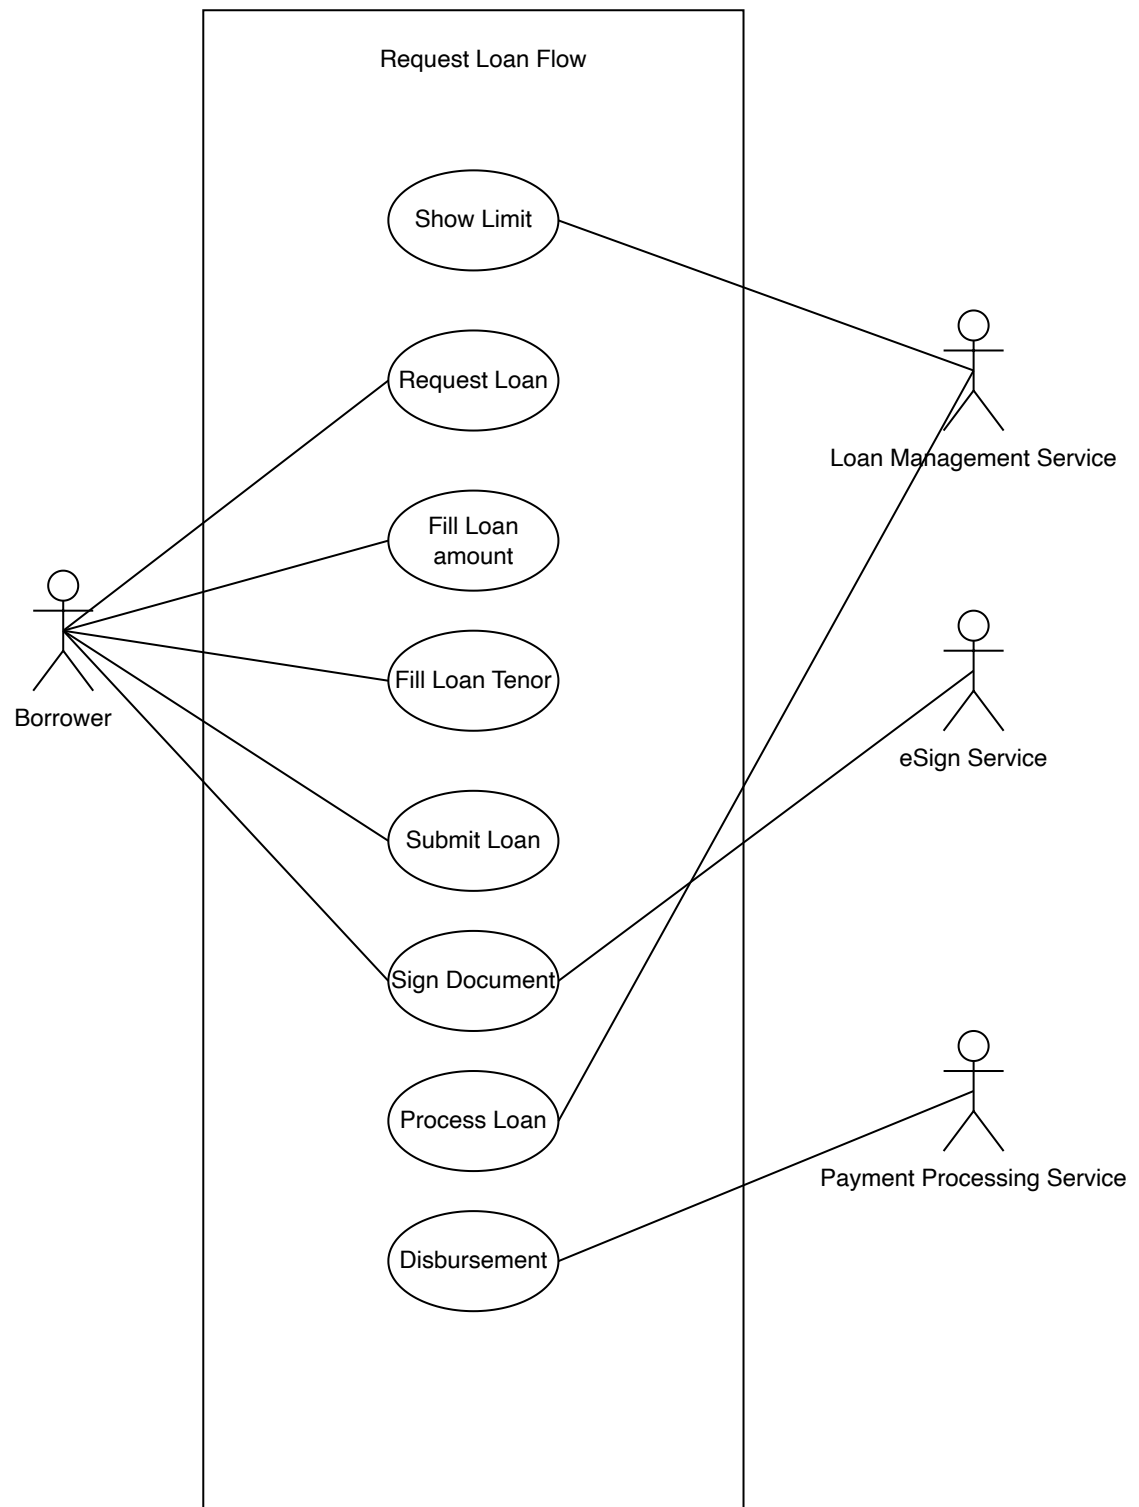 Request Loan Flow
Show Limit
Request Loan
Loan Management Service
Fill Loan
amount
Fill Loan Tenor
Borrower
eSign Service
Submit Loan
Sign Document
Process Loan
Payment Processing Service
Disbursement